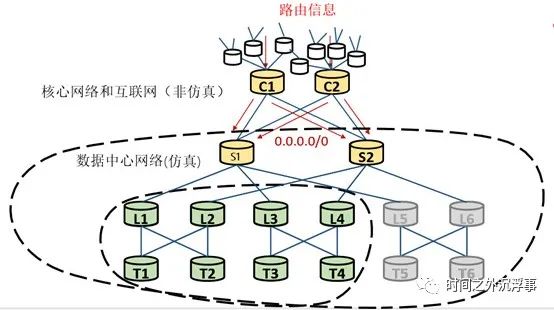 路由信息
C1 C2
核心网络和互联网（非仿真）
0.0.0.0/0
数据中心网络(仿真)
S1 S2
L1 L2 L3 L4 L5 L6
T1 T2 T3 T4 T5 T6
时间之外沉浮事